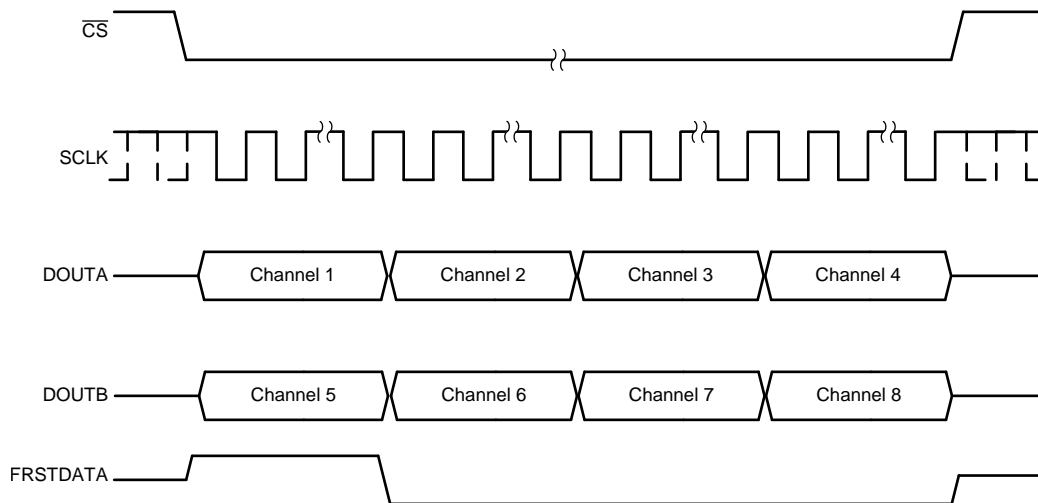 C̅S̅
SCLK
DOUTA
Channel 1
Channel 2
Channel 3
Channel 4
DOUTB
Channel 5
Channel 6
Channel 7
Channel 8
FRSTDATA